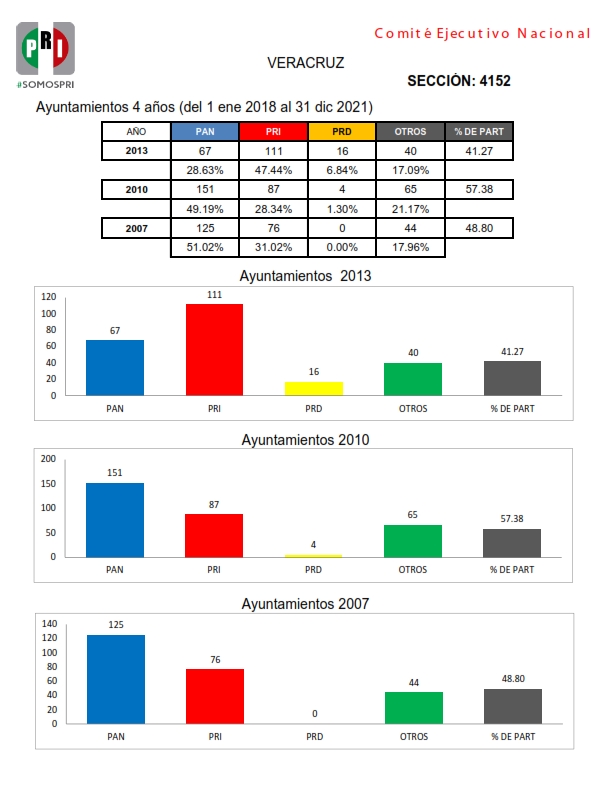 Comité Ejecutivo Nacional
PRI
#SOMOSPRI
VERACRUZ
SECCIÓN: 4152
Ayuntamientos 4 años (del 1 ene 2018 al 31 dic 2021)
AÑO PAN PRI PRD OTROS % DE PART
2013 67 111 16 40 41.27
28.63% 47.44% 6.84% 17.09%
2010 151 87 4 65 57.38
49.19% 28.34% 1.30% 21.17%
2007 125 76 0 44 48.80
51.02% 31.02% 0.00% 17.96%
Ayuntamientos 2013
120
100
80
60
40
20
0
67 111 16 40 41.27
PAN PRI PRD OTROS % DE PART
Ayuntamientos 2010
200
150
100
50
0
151 87 4 65 57.38
PAN PRI PRD OTROS % DE PART
Ayuntamientos 2007
140
120
100
80
60
40
20
0
125 76 0 44 48.80
PAN PRI PRD OTROS % DE PART